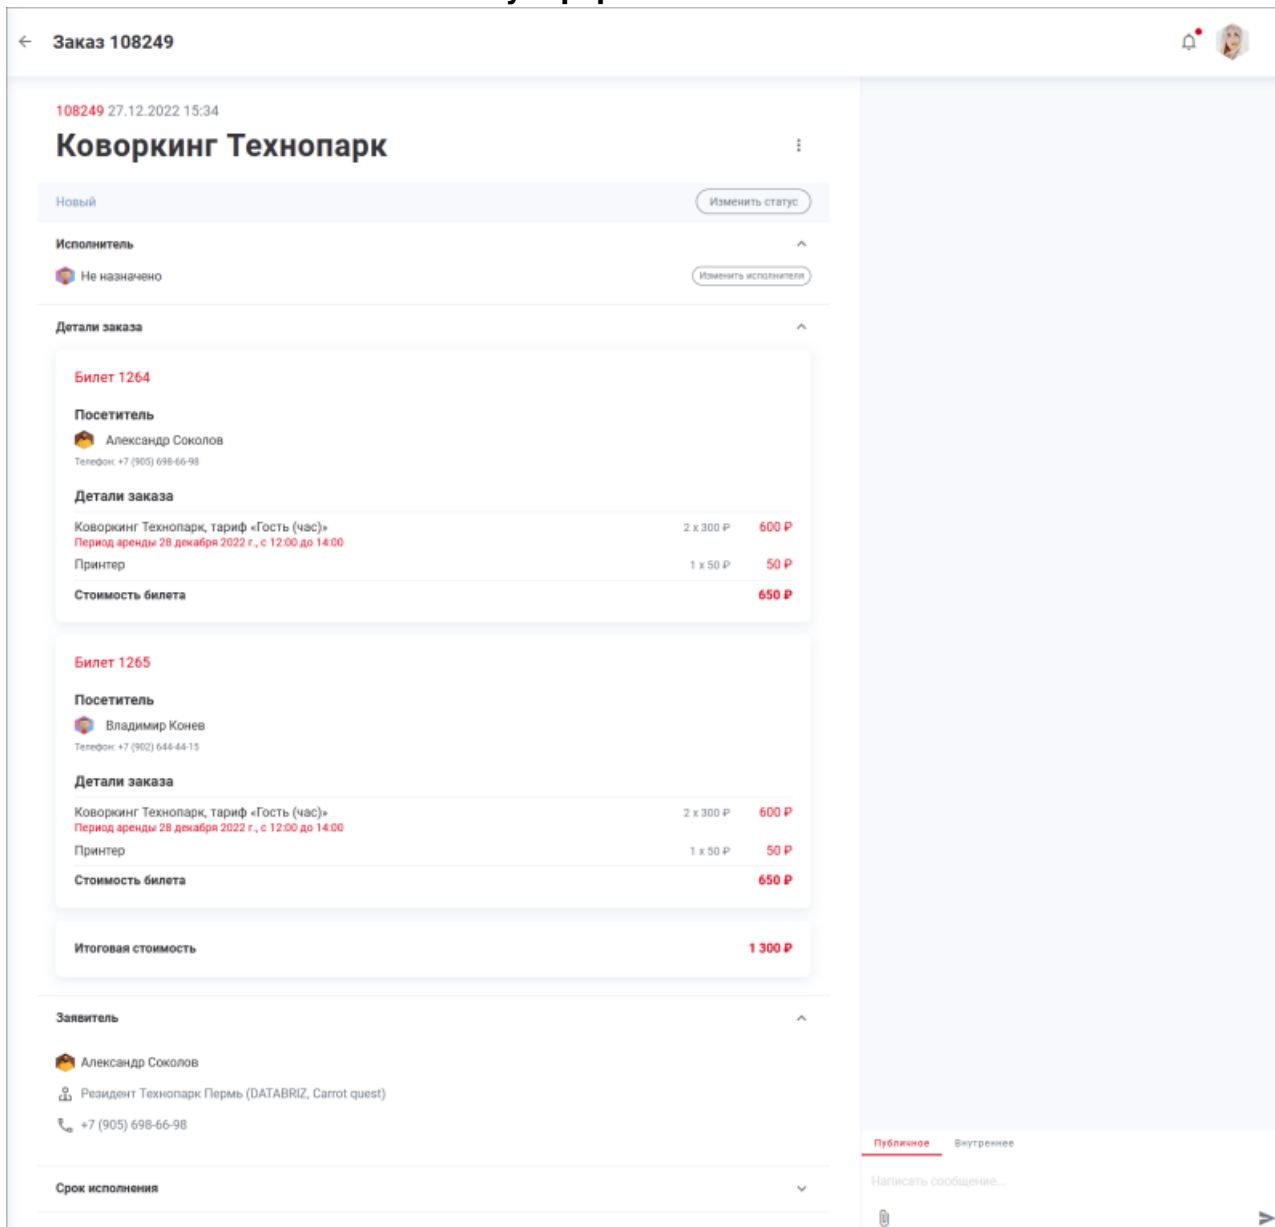 Заказ 108249
108249 27.12.2022 15:34
Коворкинг Технопарк
Новый
Изменить статус
Исполнитель
Не назначено
Изменить исполнителя
Детали заказа
Билет 1264
Посетитель
Александр Соколов
Телефон: +7 (905) 698-66-98
Детали заказа
Коворкинг Технопарк, тариф «Гость (час)» 2 x 300 ₽ 600 ₽
Период аренды 28 декабря 2022 г., с 12:00 до 14:00
Принтер 1 x 50 ₽ 50 ₽
Стоимость билета 650 ₽
Билет 1265
Посетитель
Владимир Конев
Телефон: +7 (902) 644-44-15
Детали заказа
Коворкинг Технопарк, тариф «Гость (час)» 2 x 300 ₽ 600 ₽
Период аренды 28 декабря 2022 г., с 12:00 до 14:00
Принтер 1 x 50 ₽ 50 ₽
Стоимость билета 650 ₽
Итоговая стоимость 1 300 ₽
Заявитель
Александр Соколов
Резидент Технопарк Пермь (DATABRIZ, Carrot quest)
+7 (905) 698-66-98
Срок исполнения
Публичное Внутреннее
Написать сообщение...